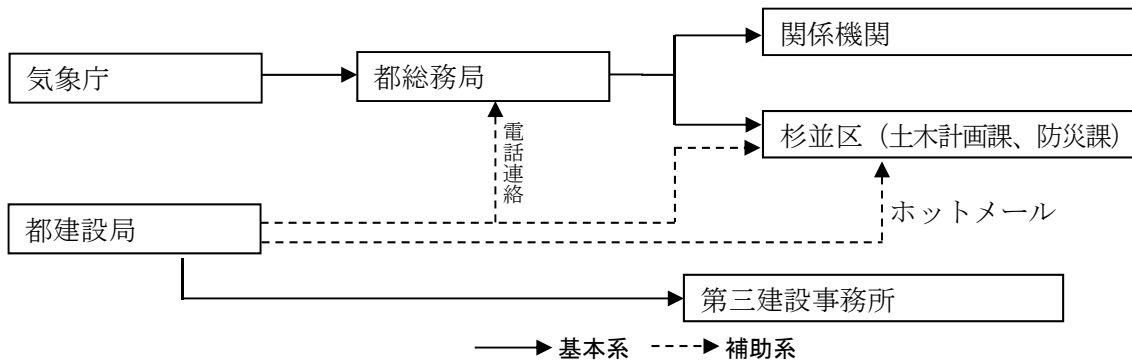 関係機関
気象庁
都総務局
杉並区（土木計画課、防災課）
電話連絡
都建設局
ホットメール
第三建設事務所
基本系
補助系